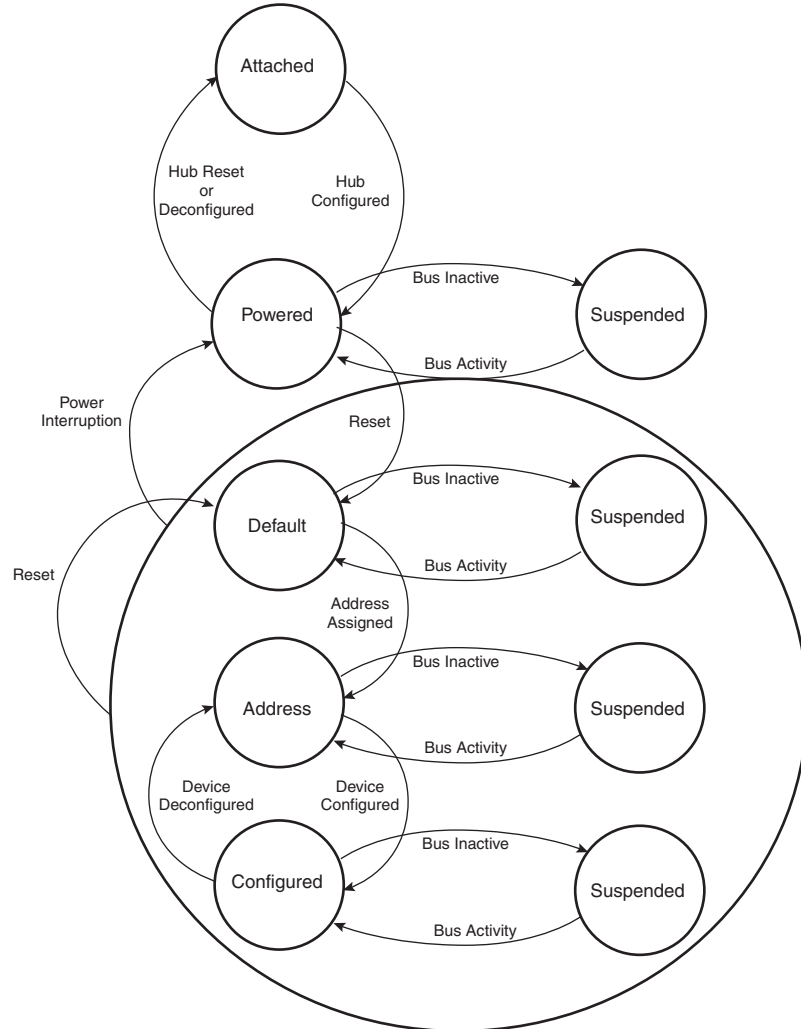 Attached
Hub Reset
or
Deconfigured
Hub
Configured
Powered
Bus Inactive
Suspended
Bus Activity
Power
Interruption
Reset
Default
Bus Inactive
Suspended
Bus Activity
Reset
Address
Assigned
Address
Bus Inactive
Suspended
Bus Activity
Device
Deconfigured
Device
Configured
Configured
Bus Inactive
Suspended
Bus Activity